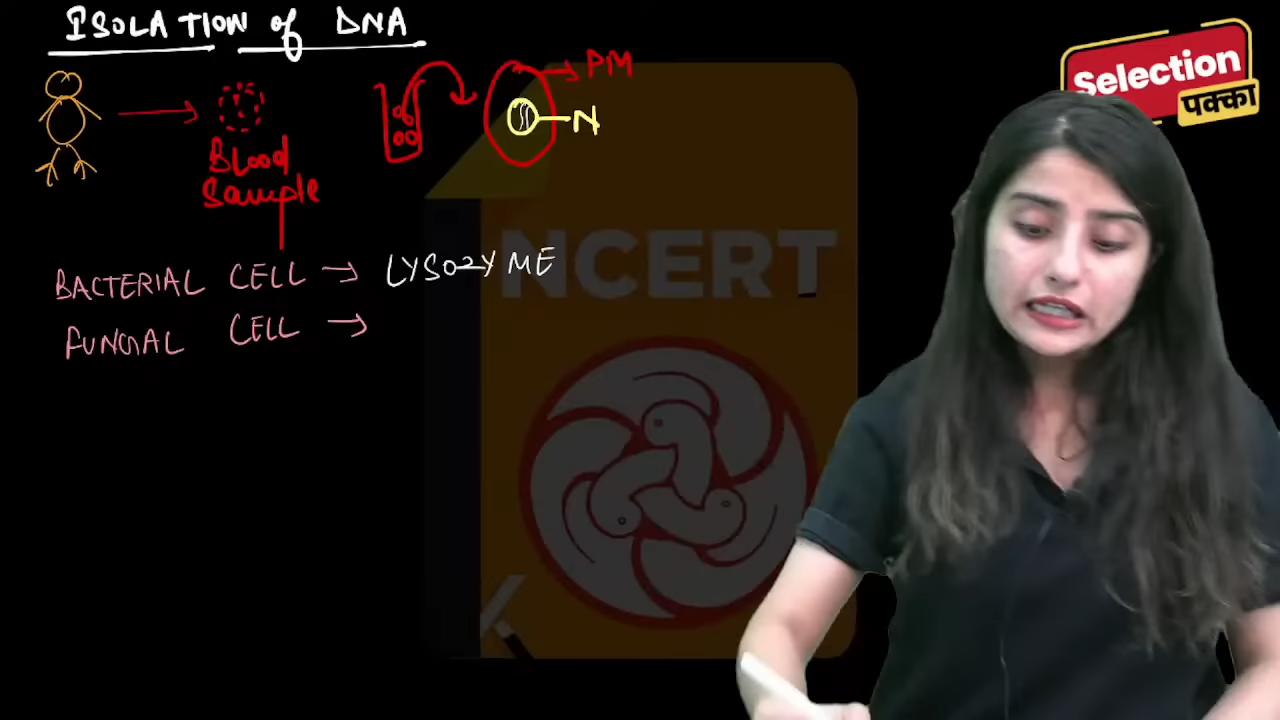 ISOLATION of DNA
PM
N
Blood
Sample
BACTERIAL CELL → LYSOZYME
FUNGAL CELL →
NCERT
Selection
पक्का